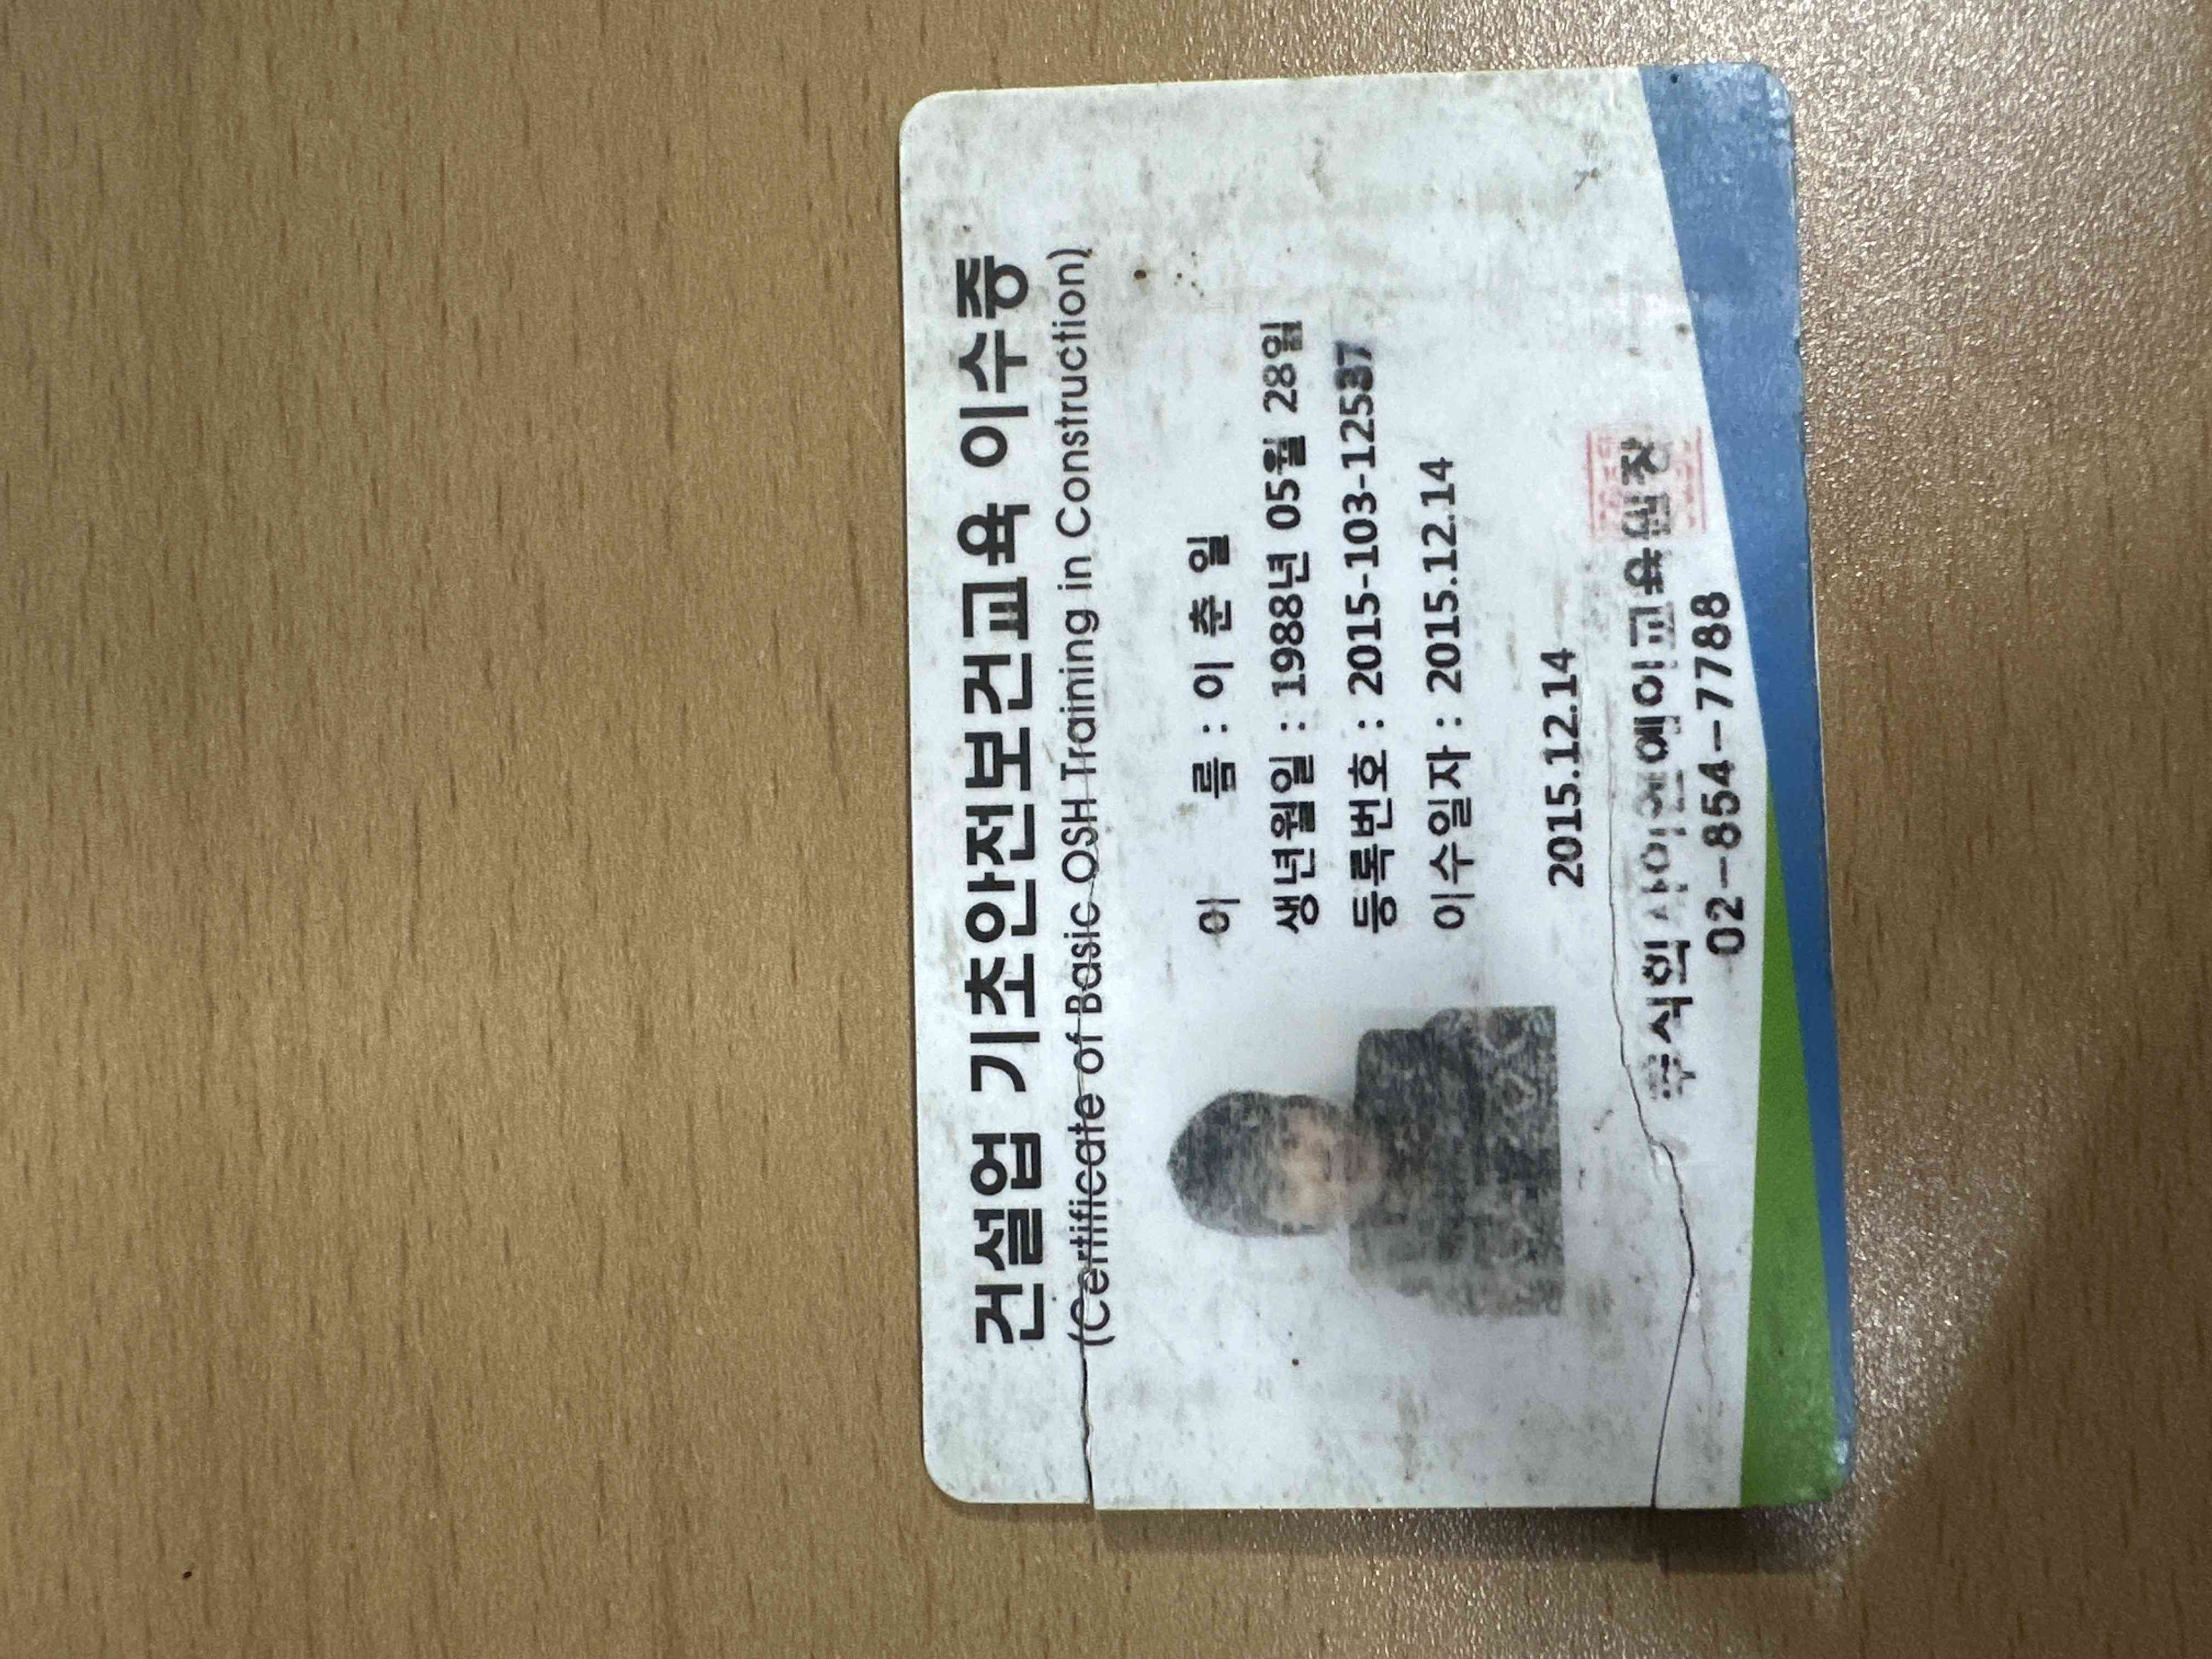 건설업 기초안전보건교육 이수증
(Certificate of Basic OSH Training in Construction)
이 름 : 이 춘 일
생년월일 : 1988년 05월 28일
등록번호 : 2015-103-12537
이수일자 : 2015.12.14
2015.12.14
주식회사 에이교육원장
02-854-7788